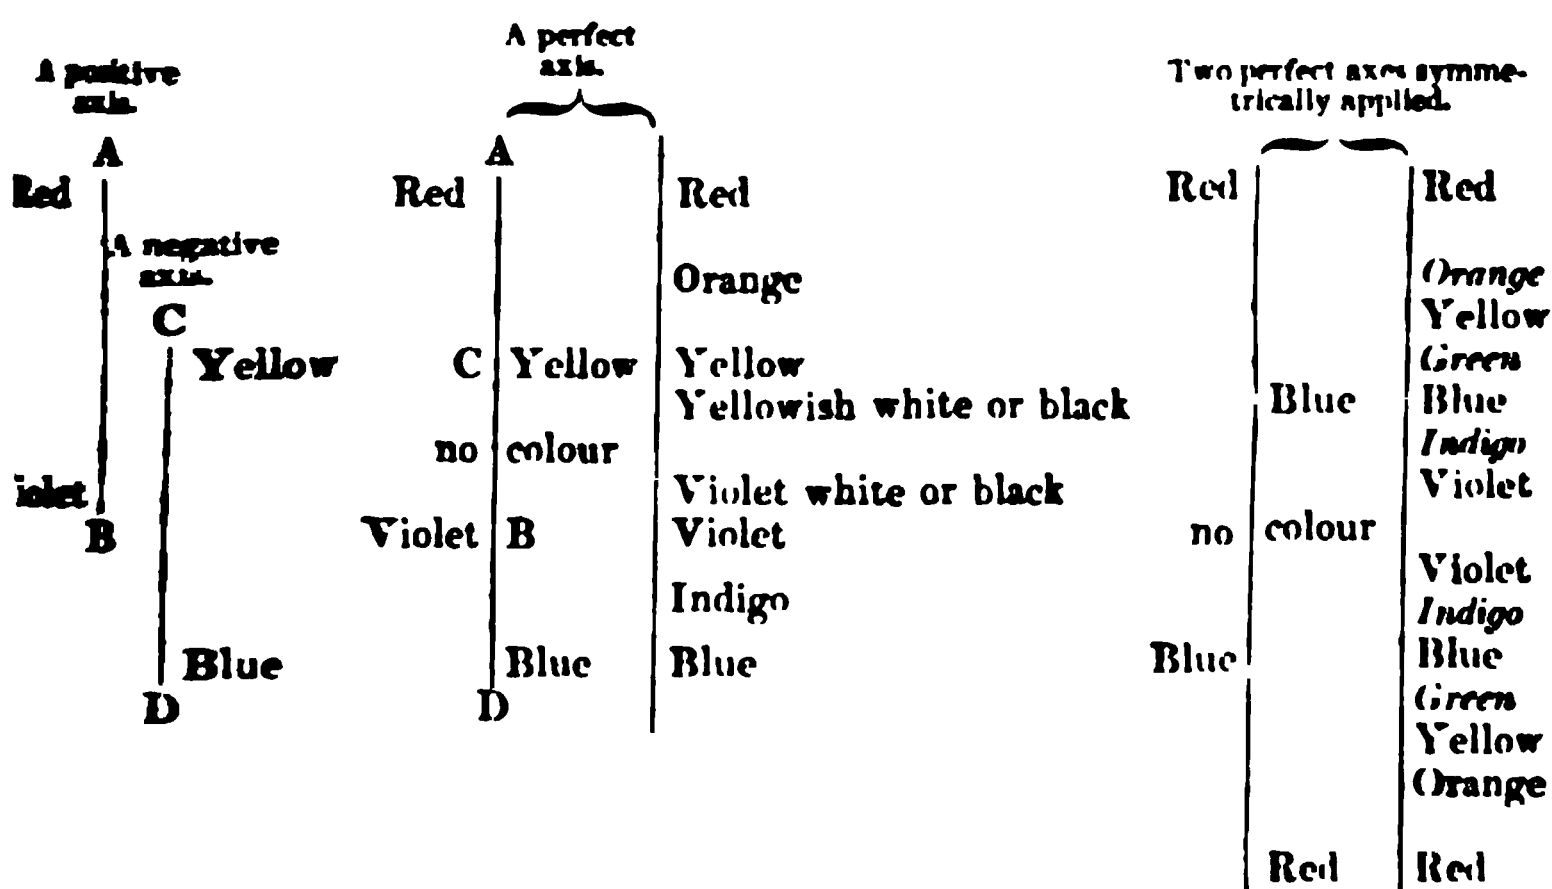 A positive
axis.
A
Red
A negative
axis.
C
Yellow
iolet
B
Blue
D
A perfect
axis.
A
Red Red
Orange
C Yellow Yellow
Yellowish white or black
no colour
Violet white or black
Violet B Violet
Indigo
Blue Blue
D
Two perfect axes symme-
trically applied.
Red Red
Orange
Yellow
Green
Blue Blue
Indigo
Violet
no colour
Violet
Indigo
Blue Blue
Green
Yellow
Orange
Red Red